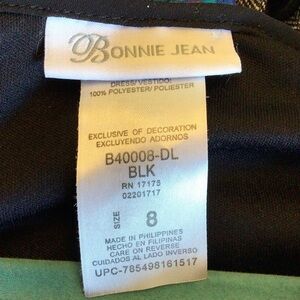 BONNIE JEAN
DRESS/VESTIDO:
100% POLYESTER/ POLIESTER
EXCLUSIVE OF DECORATION
EXCLUYENDO ADORNOS
B40008-DL
BLK
RN 17175
02201717
SIZE 8
MADE IN PHILIPPINES
HECHO EN FILIPINAS
CARE ON REVERSE
CUIDADOS AL LADO INVERSO
UPC-785498161517